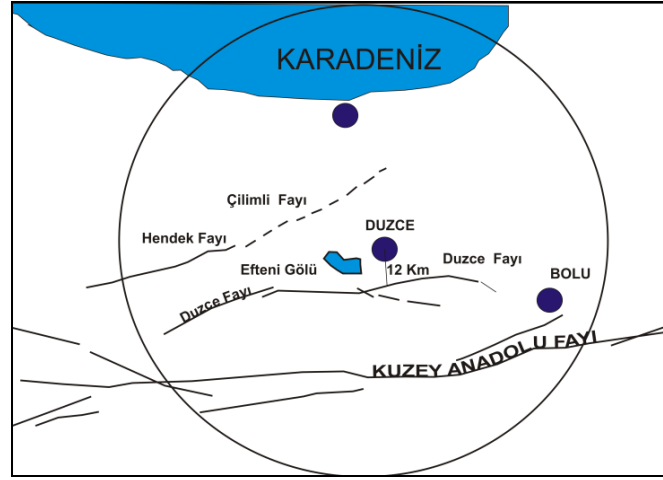 KARADENİZ
Çilimli Fayı
DUZCE
Hendek Fayı
Efteni Gölü
12 Km
Duzce Fayı
BOLU
Duzce Fayı
KUZEY ANADOLU FAYI